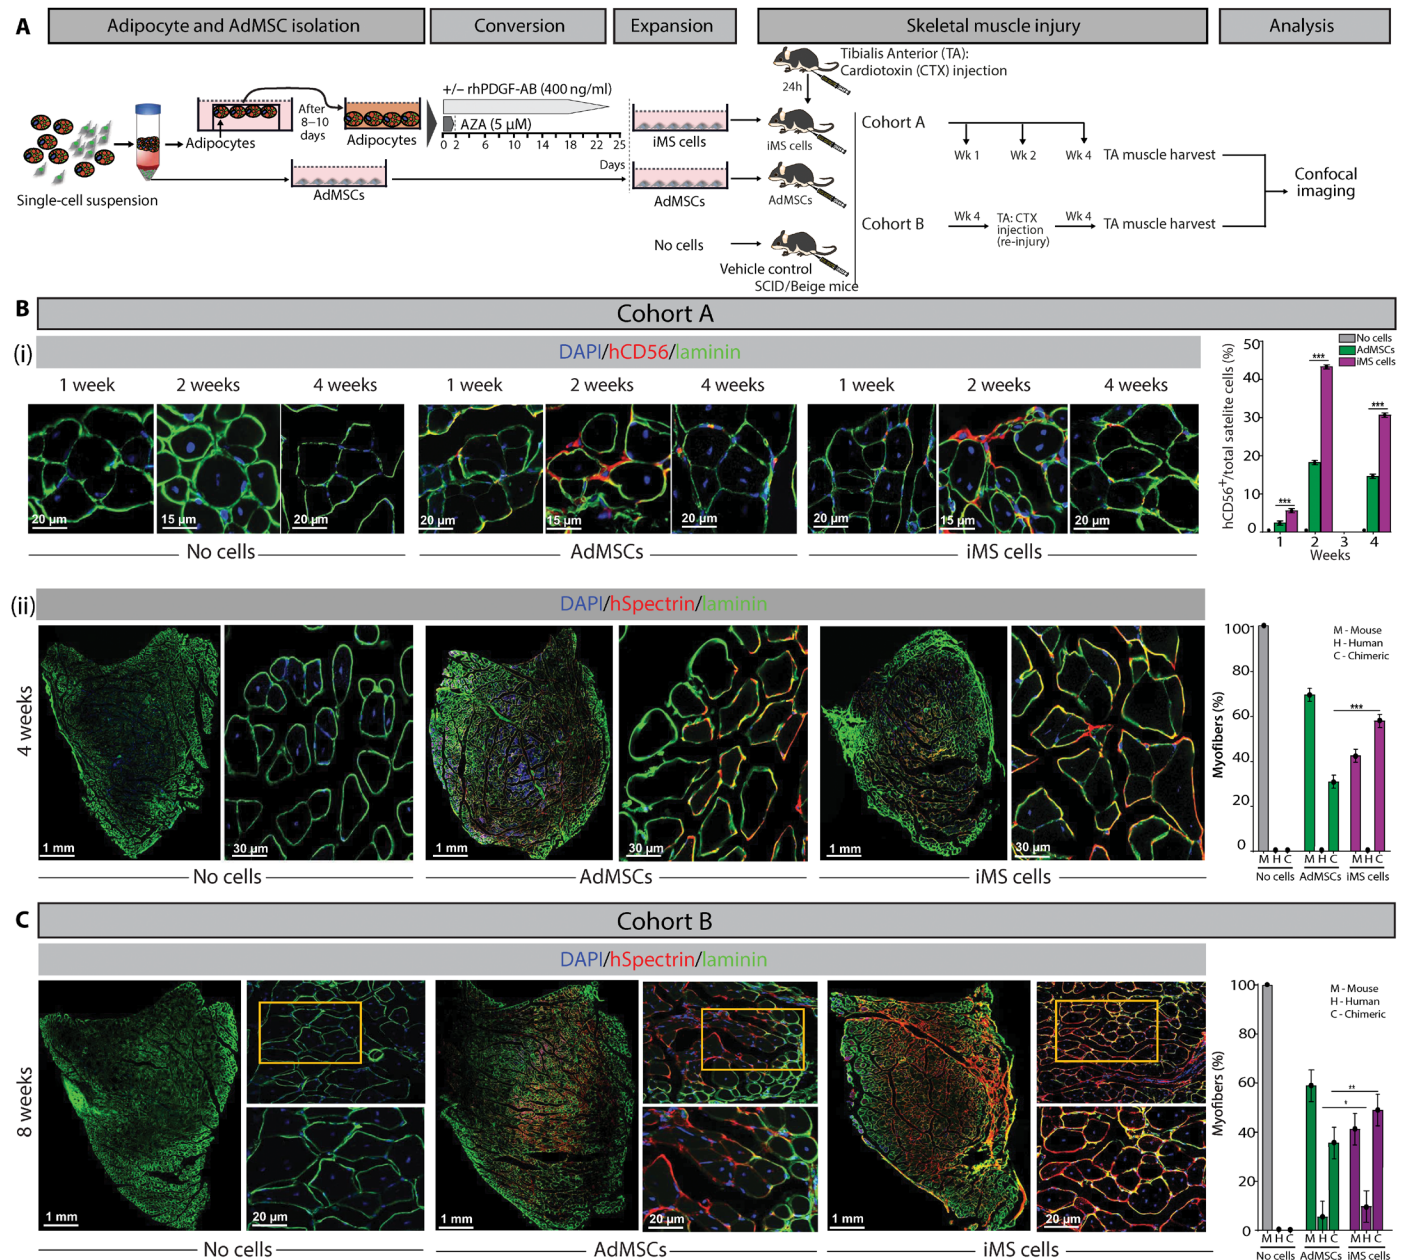 A
Adipocyte and AdMSC isolation
Conversion
Expansion
Skeletal muscle injury
Analysis
Tibialis Anterior (TA):
Cardiotoxin (CTX) injection
24h
+/− rhPDGF-AB (400 ng/ml)
AZA (5 µM)
0 2 6 10 14 18 22 25
Days
After
8–10
days
Adipocytes
Adipocytes
Single-cell suspension
AdMSCs
iMS cells
AdMSCs
No cells
iMS cells
AdMSCs
Vehicle control
SCID/Beige mice
Cohort A
Wk 1
Wk 2
Wk 4
TA muscle harvest
Cohort B
Wk 4
TA: CTX
injection
(re-injury)
Wk 4
TA muscle harvest
Confocal
imaging
B
Cohort A
(i)
DAPI/hCD56/laminin
1 week
2 weeks
4 weeks
1 week
2 weeks
4 weeks
1 week
2 weeks
4 weeks
20 µm
15 µm
20 µm
20 µm
15 µm
20 µm
20 µm
15 µm
20 µm
No cells
AdMSCs
iMS cells
hCD56+/total satelite cells (%)
50
40
30
20
10
0
***
***
***
No cells
AdMSCs
iMS cells
1 2 3 4
Weeks
(ii)
DAPI/hSpectrin/laminin
4 weeks
1 mm
30 µm
1 mm
30 µm
1 mm
30 µm
No cells
AdMSCs
iMS cells
Myofibers (%)
100
80
60
40
20
0
M - Mouse
H - Human
C - Chimeric
***
M H C
M H C
M H C
No cells
AdMSCs
iMS cells
C
Cohort B
DAPI/hSpectrin/laminin
8 weeks
1 mm
20 µm
1 mm
20 µm
1 mm
20 µm
No cells
AdMSCs
iMS cells
Myofibers (%)
100
80
60
40
20
0
M - Mouse
H - Human
C - Chimeric
**
*
M H C
M H C
M H C
No cells
AdMSCs
iMS cells